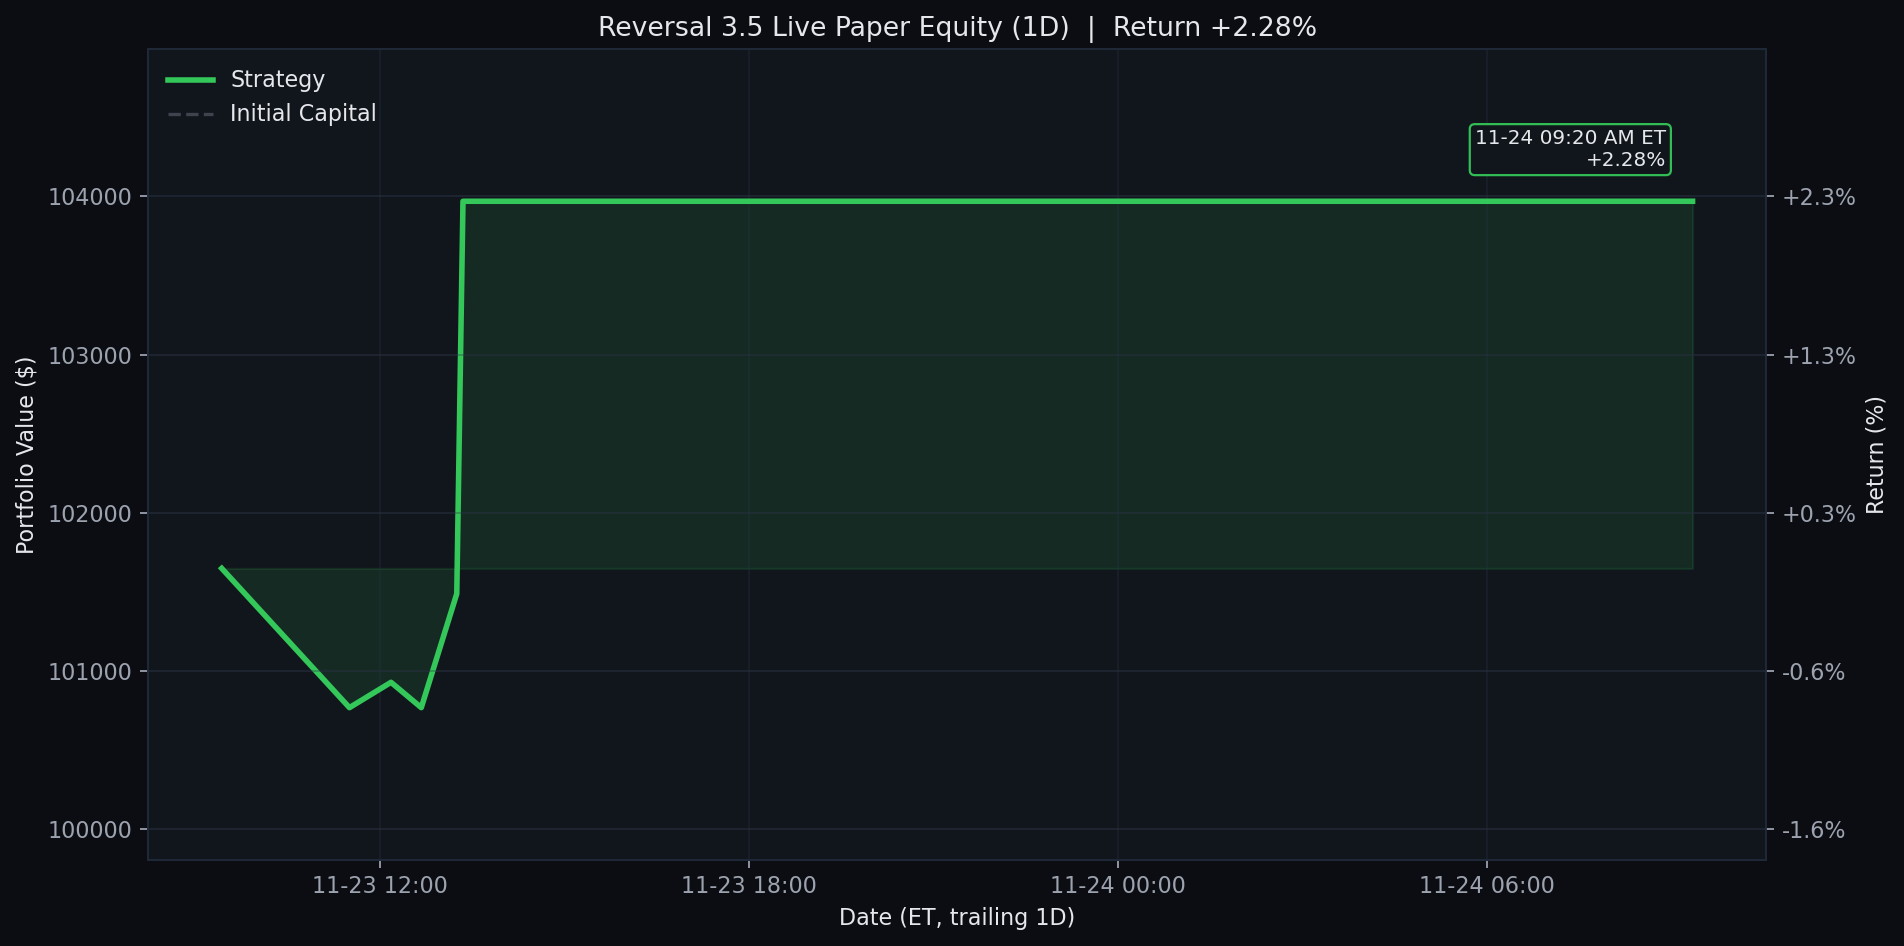 Reversal 3.5 Live Paper Equity (1D)  |  Return +2.28%
Strategy
Initial Capital
11-24 09:20 AM ET
+2.28%
Portfolio Value ($)
104000
103000
102000
101000
100000
+2.3%
+1.3%
+0.3%
-0.6%
-1.6%
Return (%)
11-23 12:00
11-23 18:00
11-24 00:00
11-24 06:00
Date (ET, trailing 1D)